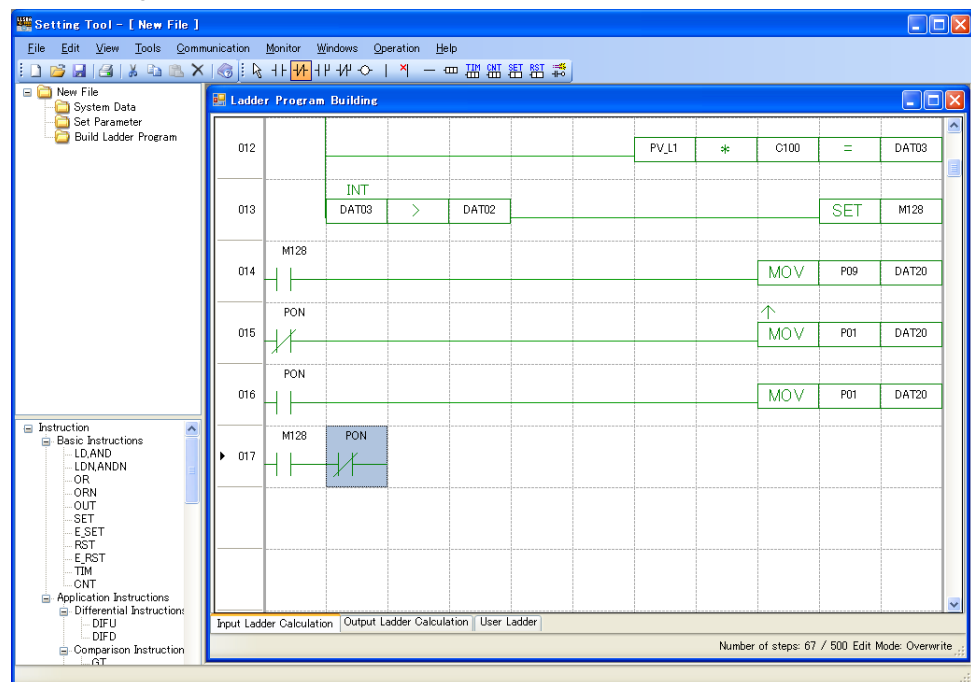 Setting Tool - [ New File ]
File Edit View Tools Communication Monitor Windows Operation Help
TIM CNT SET RST
New File
System Data
Set Parameter
Build Ladder Program
Instruction
Basic Instructions
LD,AND
LDN,ANDN
OR
ORN
OUT
SET
E_SET
RST
E_RST
TIM
CNT
Application Instructions
Differential Instructions
DIFU
DIFD
Comparison Instruction
GT
Ladder Program Building
012 PV_L1 * C100 = DAT03
INT
013 DAT03 > DAT02 SET M128
M128
014 MOV P09 DAT20
PON ↑
015 MOV P01 DAT20
PON
016 MOV P01 DAT20
M128 PON
017
Input Ladder Calculation Output Ladder Calculation User Ladder
Number of steps: 67 / 500 Edit Mode: Overwrite